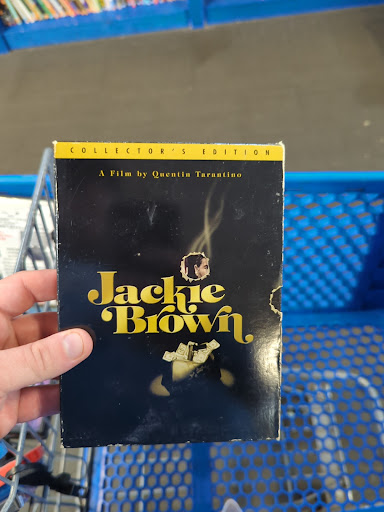 COLLECTOR'S EDITION
A Film by Quentin Tarantino
Jackie
Brown